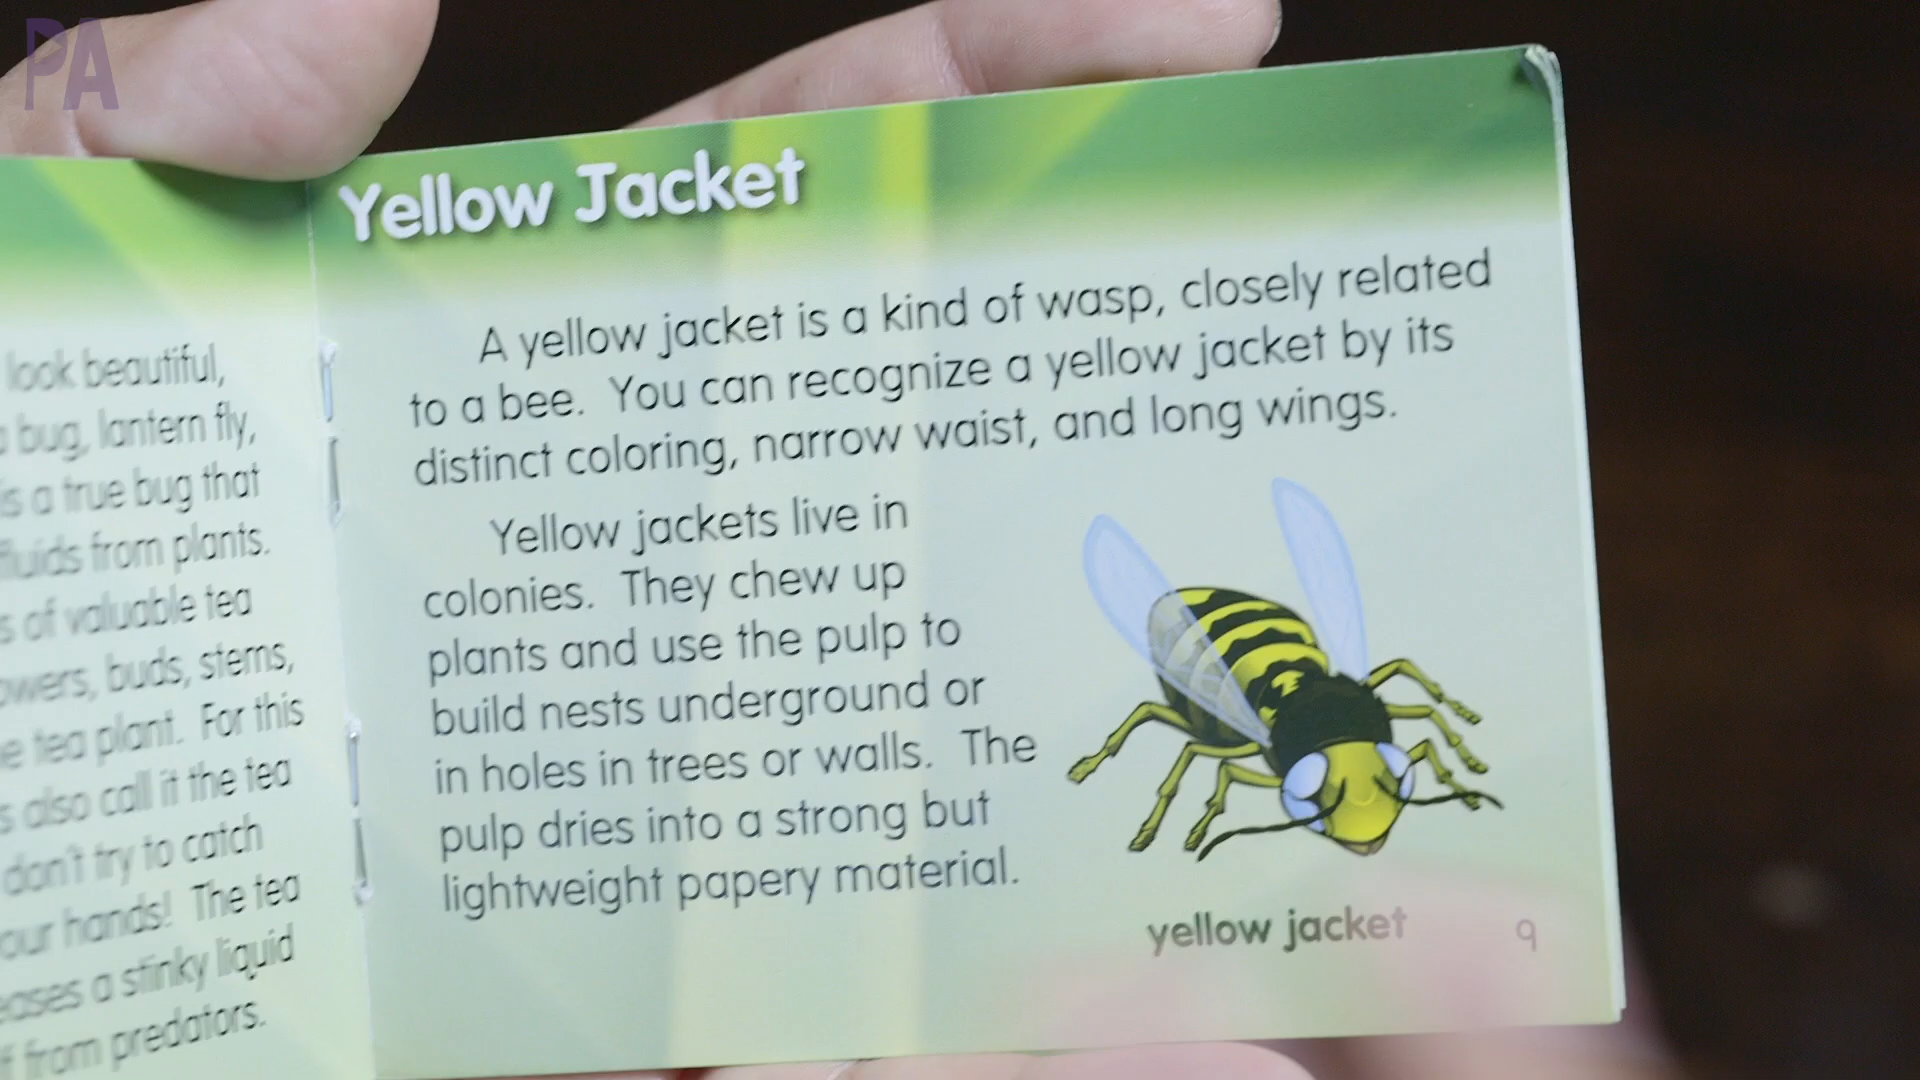 PA
look beautiful,
bug, lantern fly,
is a true bug that
fluids from plants.
of valuable tea
buds, stems,
tea plant. For this
also call it the tea
don't try to catch
hands! The tea
a stinky liquid
from predators.
Yellow Jacket
A yellow jacket is a kind of wasp, closely related
to a bee. You can recognize a yellow jacket by its
distinct coloring, narrow waist, and long wings.
Yellow jackets live in
colonies. They chew up
plants and use the pulp to
build nests underground or
in holes in trees or walls. The
pulp dries into a strong but
lightweight papery material.
yellow jacket
9